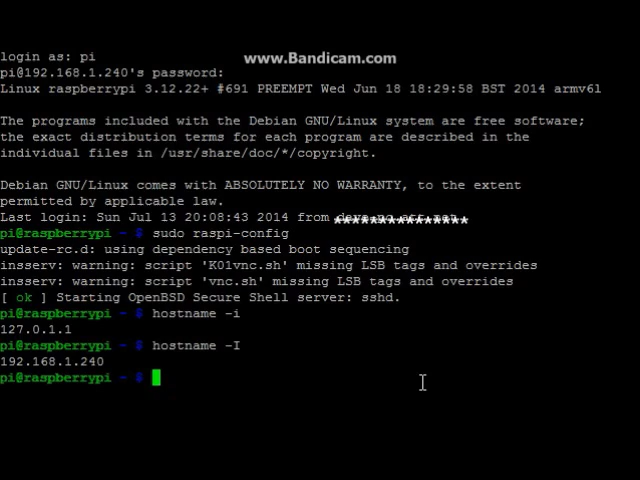 login as: pi
www.Bandicam.com
pi@192.168.1.240's password:
Linux raspberrypi 3.12.22+ #691 PREEMPT Wed Jun 18 18:29:58 BST 2014 armv6l
The programs included with the Debian GNU/Linux system are free software;
the exact distribution terms for each program are described in the
individual files in /usr/share/doc/*/copyright.
Debian GNU/Linux comes with ABSOLUTELY NO WARRANTY, to the extent
permitted by applicable law.
Last login: Sun Jul 13 20:08:43 2014 from
pi@raspberrypi ~ $ sudo raspi-config
update-rc.d: using dependency based boot sequencing
insserv: warning: script 'K01vnc.sh' missing LSB tags and overrides
insserv: warning: script 'vnc.sh' missing LSB tags and overrides
[ ok ] Starting OpenBSD Secure Shell server: sshd.
pi@raspberrypi ~ $ hostname -i
127.0.1.1
pi@raspberrypi ~ $ hostname -I
192.168.1.240
pi@raspberrypi ~ $